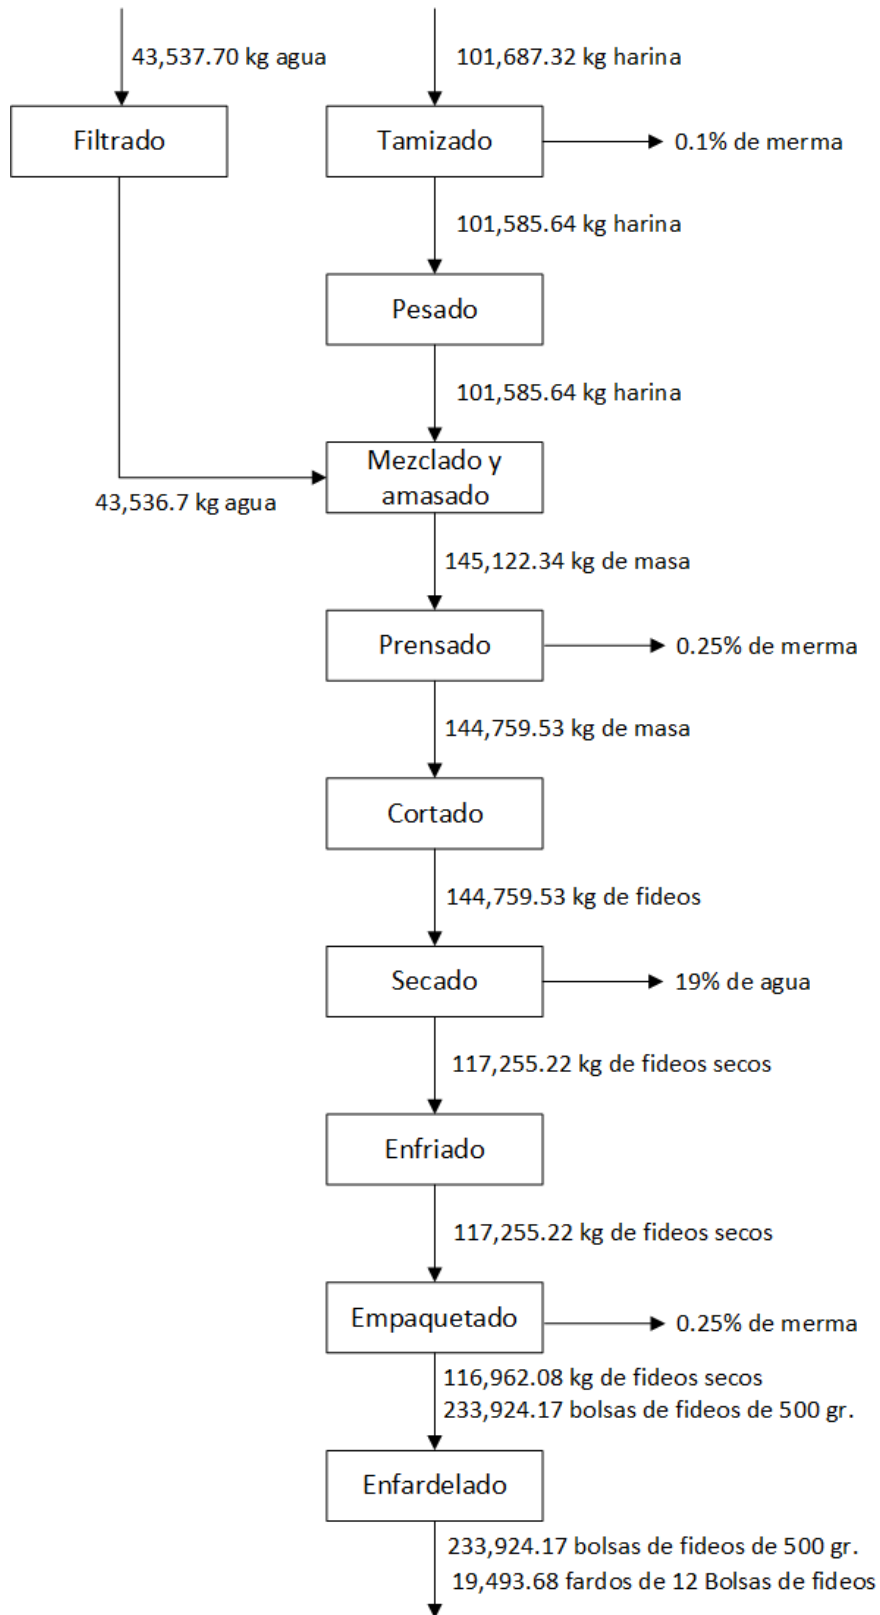 43,537.70 kg agua
101,687.32 kg harina
Filtrado
Tamizado
0.1% de merma
101,585.64 kg harina
Pesado
101,585.64 kg harina
Mezclado y
amasado
43,536.7 kg agua
145,122.34 kg de masa
Prensado
0.25% de merma
144,759.53 kg de masa
Cortado
144,759.53 kg de fideos
Secado
19% de agua
117,255.22 kg de fideos secos
Enfriado
117,255.22 kg de fideos secos
Empaquetado
0.25% de merma
116,962.08 kg de fideos secos
233,924.17 bolsas de fideos de 500 gr.
Enfardelado
233,924.17 bolsas de fideos de 500 gr.
19,493.68 fardos de 12 Bolsas de fideos